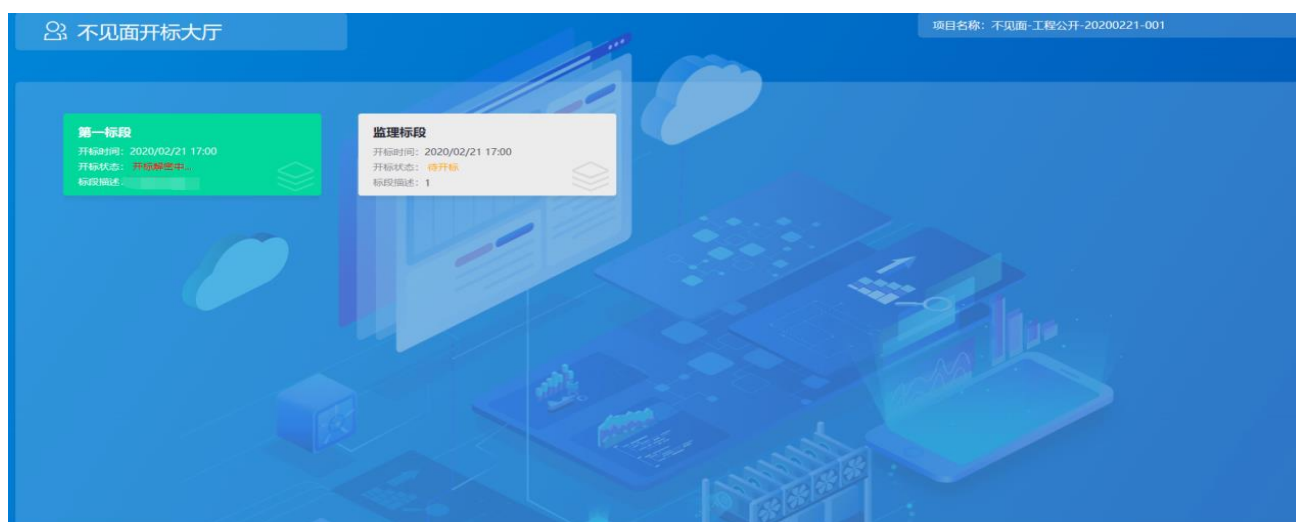 不见面开标大厅
项目名称：不见面-工程公开-20200221-001
第一标段
开标时间：2020/02/21 17:00
开标状态：开标解密中...
标段描述：
监理标段
开标时间：2020/02/21 17:00
开标状态：待开标
标段描述：1